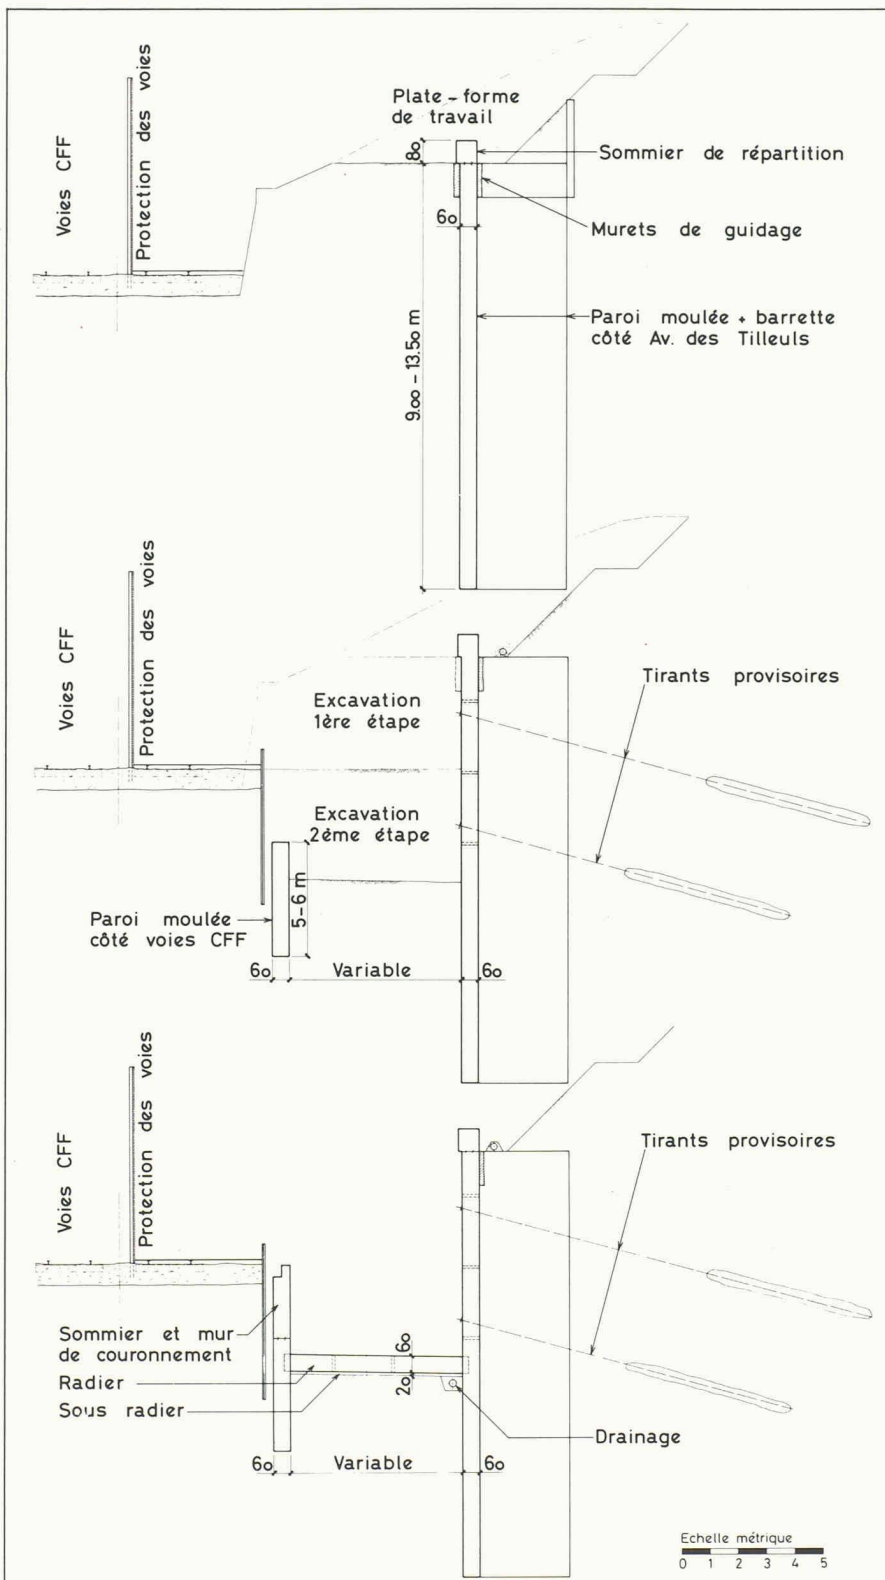 Voies CFF
Protection des voies
Plate-forme
de travail
80
Sommier de répartition
60
Murets de guidage
9.00 - 13.50 m
Paroi moulée + barrette
côté Av. des Tilleuls
Voies CFF
Protection des voies
Excavation
1ère étape
Tirants provisoires
Excavation
2ème étape
5-6 m
Paroi moulée
côté voies CFF
60
Variable
60
Voies CFF
Protection des voies
Tirants provisoires
Sommier et mur
de couronnement
60
Radier
20
Sous radier
Drainage
60
Variable
60
Echelle métrique
0 1 2 3 4 5